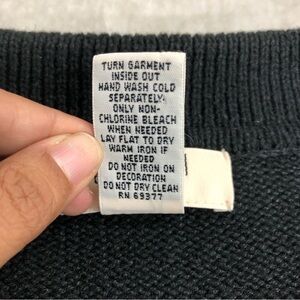 TURN GARMENT
INSIDE OUT
HAND WASH COLD
SEPARATELY.
ONLY NON-
CHLORINE BLEACH
WHEN NEEDED
LAY FLAT TO DRY
WARM IRON IF
NEEDED
DO NOT IRON ON
DECORATION
DO NOT DRY CLEAN
RN 69377